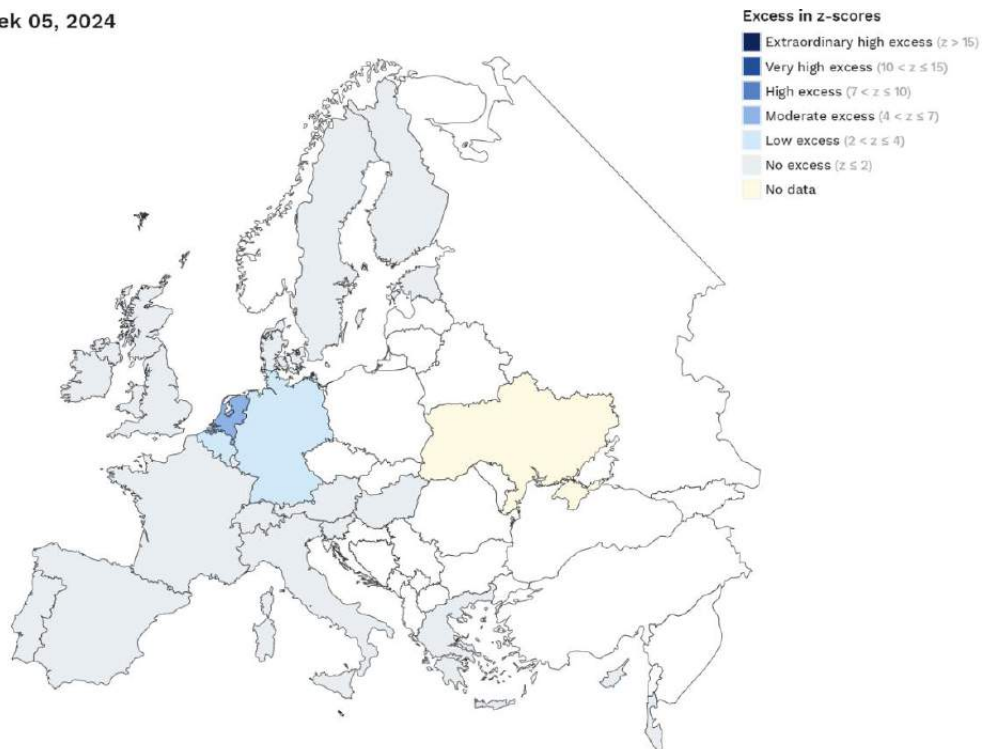 ek 05, 2024
Excess in z-scores
Extraordinary high excess (z > 15)
Very high excess (10 < z ≤ 15)
High excess (7 < z ≤ 10)
Moderate excess (4 < z ≤ 7)
Low excess (2 < z ≤ 4)
No excess (z ≤ 2)
No data